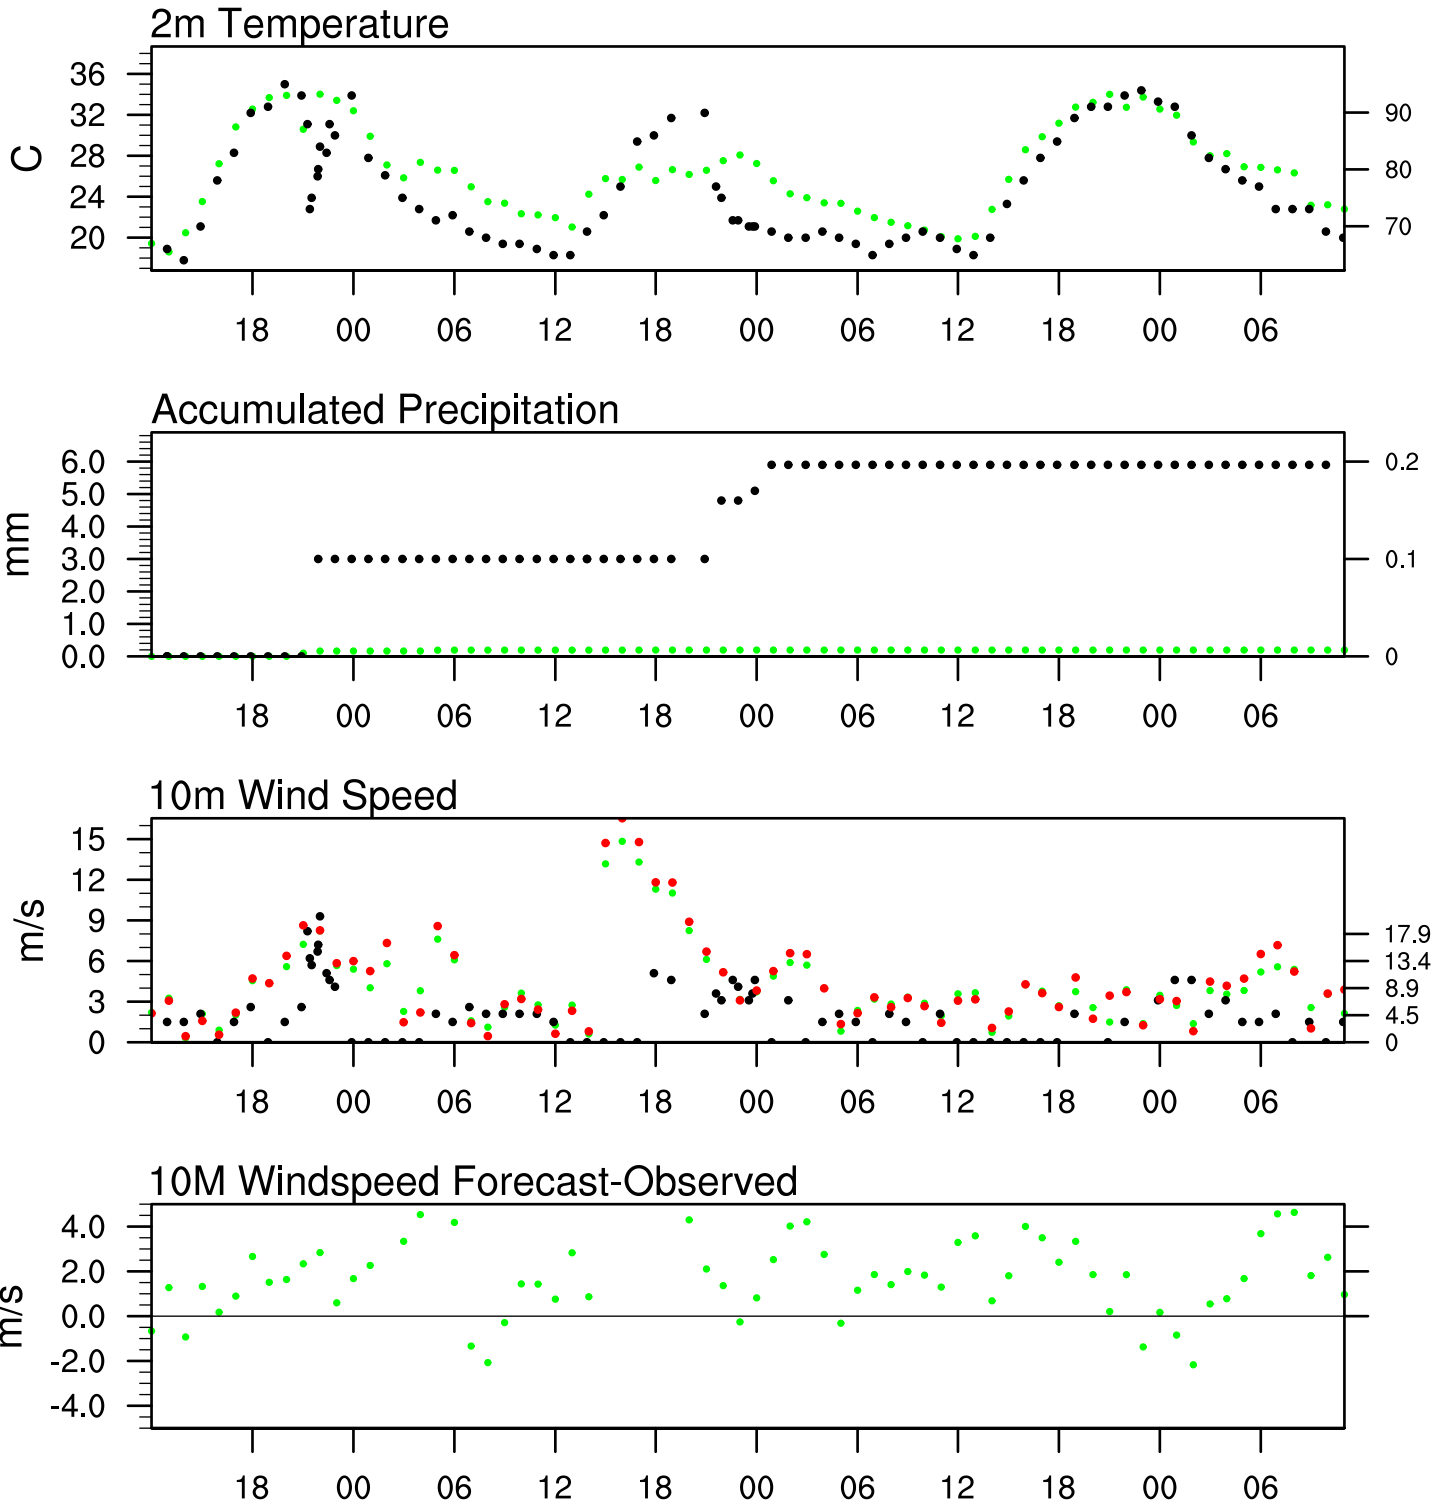 2m Temperature
36
32
28
24
20
C
90
80
70
18 00 06 12 18 00 06 12 18 00 06
Accumulated Precipitation
6.0
5.0
4.0
3.0
2.0
1.0
0.0
mm
0.2
0.1
0
18 00 06 12 18 00 06 12 18 00 06
10m Wind Speed
15
12
9
6
3
0
m/s
17.9
13.4
8.9
4.5
0
18 00 06 12 18 00 06 12 18 00 06
10M Windspeed Forecast-Observed
4.0
2.0
0.0
-2.0
-4.0
m/s
18 00 06 12 18 00 06 12 18 00 06